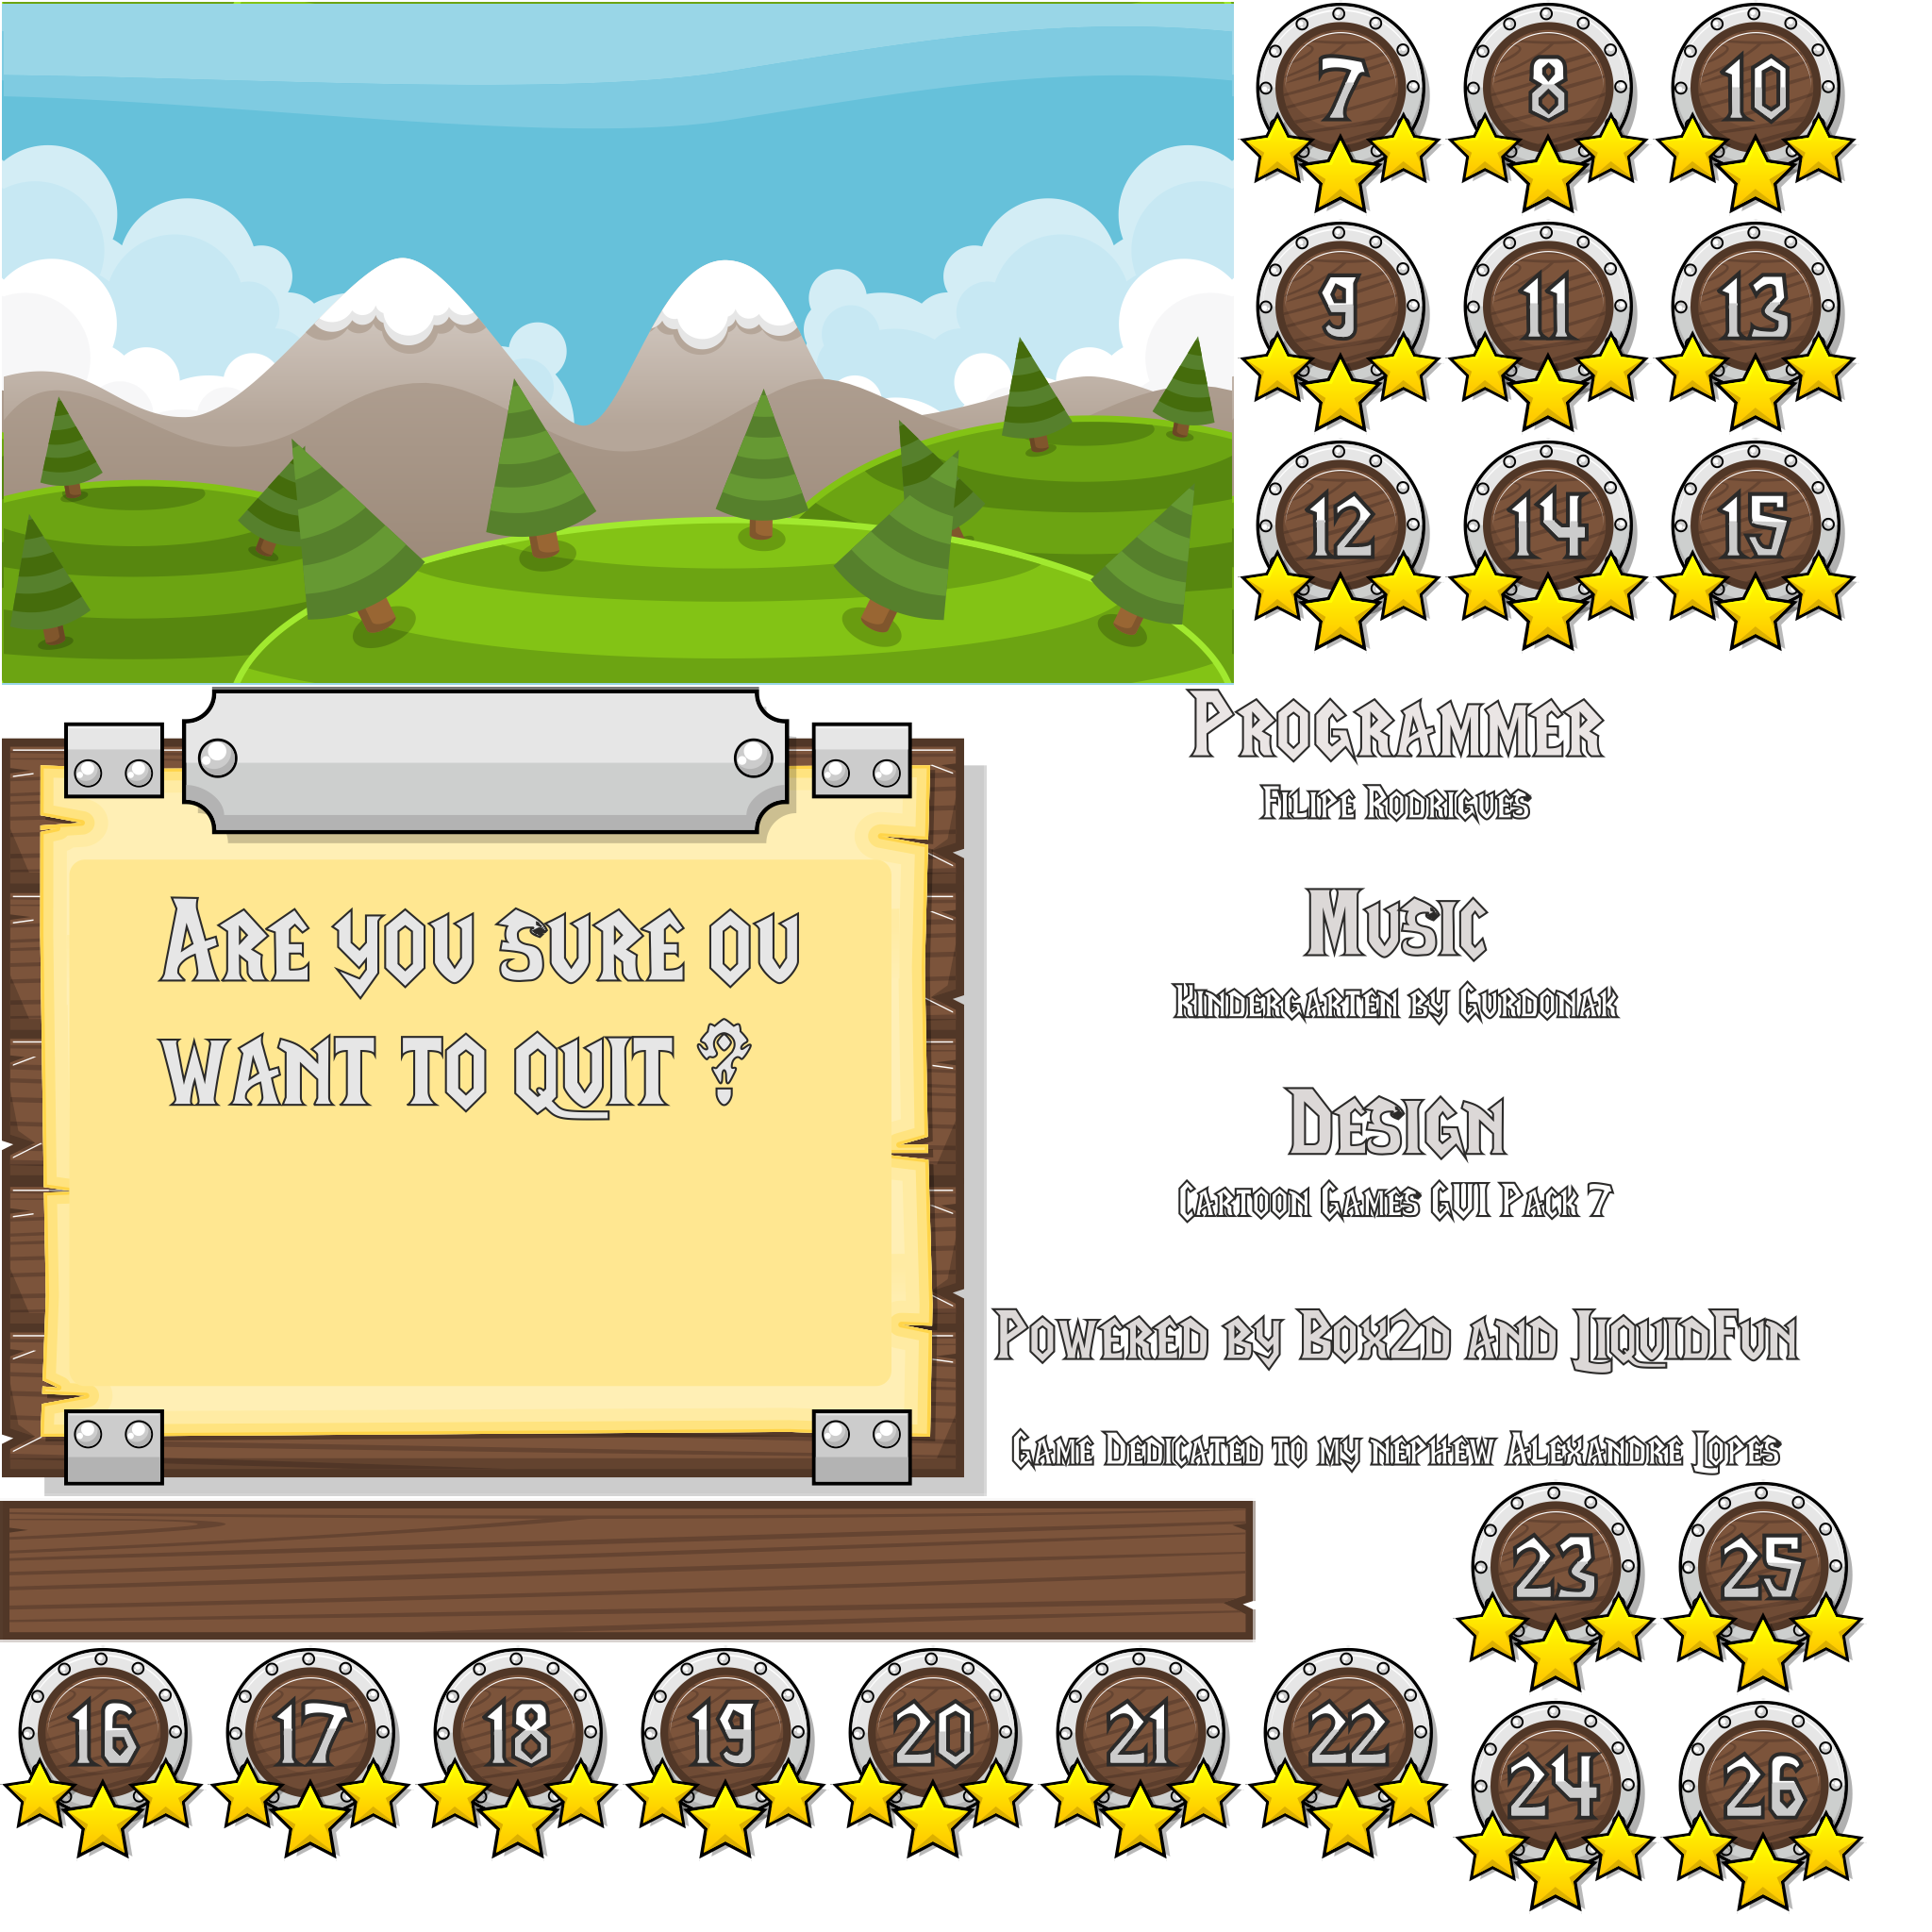 7
8
10
9
11
13
12
14
15
Programmer
Filipe Rodrigues
Music
Kindergarten by Gurdonak
Design
Cartoon Games GUI Pack 7
Powered by Box2d and LiquidFun
Game Dedicated to my nephew Alexandre Lopes
Are you sure ou
want to quit ?
23
25
16
17
18
19
20
21
22
24
26